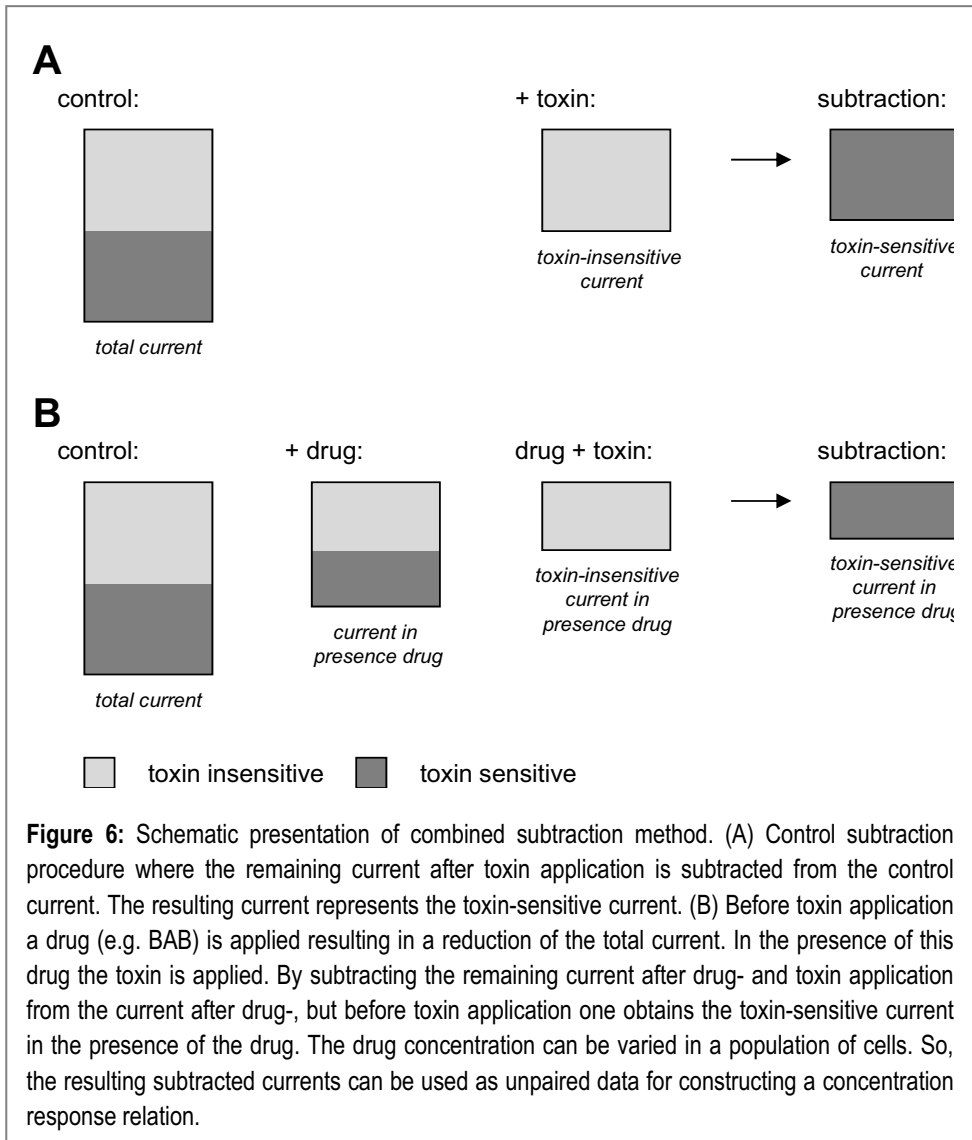 A
control:
+ toxin:
subtraction:
total current
toxin-insensitive
current
toxin-sensitive
current
B
control:
+ drug:
drug + toxin:
subtraction:
total current
current in
presence drug
toxin-insensitive
current in
presence drug
toxin-sensitive
current in
presence drug
toxin insensitive
toxin sensitive
Figure 6: Schematic presentation of combined subtraction method. (A) Control subtraction
procedure where the remaining current after toxin application is subtracted from the control
current. The resulting current represents the toxin-sensitive current. (B) Before toxin application
a drug (e.g. BAB) is applied resulting in a reduction of the total current. In the presence of this
drug the toxin is applied. By subtracting the remaining current after drug- and toxin application
from the current after drug-, but before toxin application one obtains the toxin-sensitive current
in the presence of the drug. The drug concentration can be varied in a population of cells. So,
the resulting subtracted currents can be used as unpaired data for constructing a concentration
response relation.